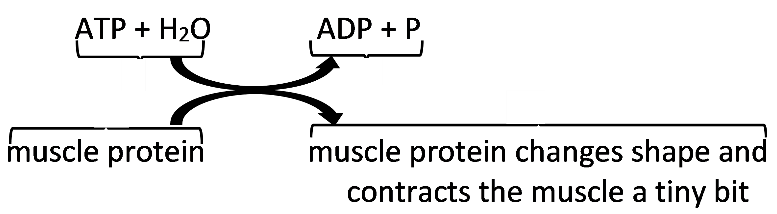 ATP + H₂O
ADP + P
muscle protein
muscle protein changes shape and
contracts the muscle a tiny bit